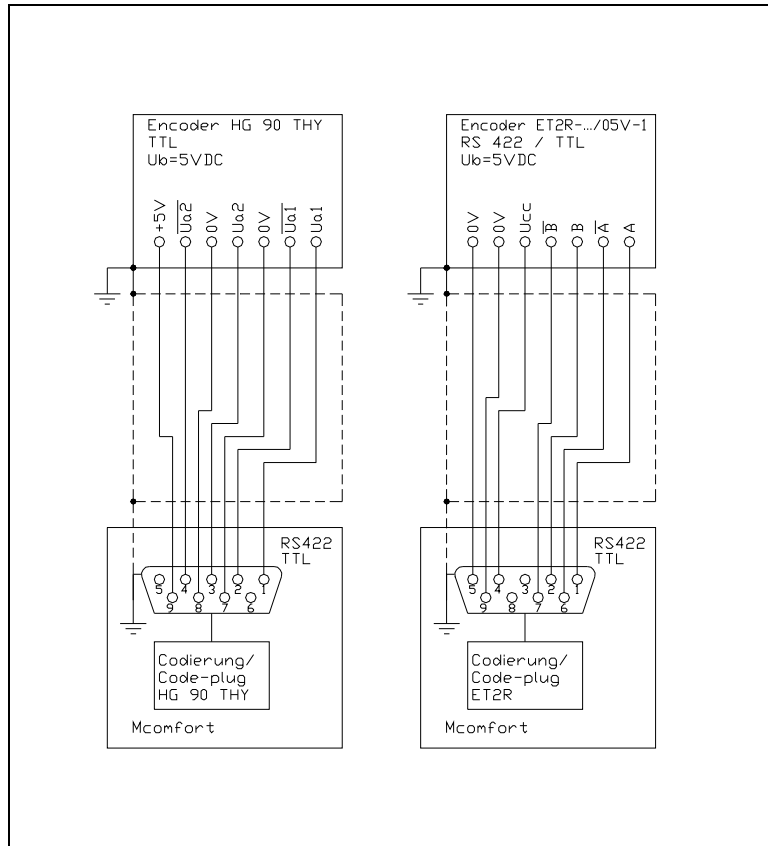 Encoder HG 90 THY
TTL
Ub=5VDC
+5V
U̅a̅2̅
0V
Ua2
0V
U̅a̅1̅
Ua1
RS422
TTL
5 4 3 2 1
9 8 7 6
Codierung/
Code-plug
HG 90 THY
Mcomfort
Encoder ET2R-.../05V-1
RS 422 / TTL
Ub=5VDC
0V
0V
Ucc
B̅
B
A̅
A
RS422
TTL
5 4 3 2 1
9 8 7 6
Codierung/
Code-plug
ET2R
Mcomfort